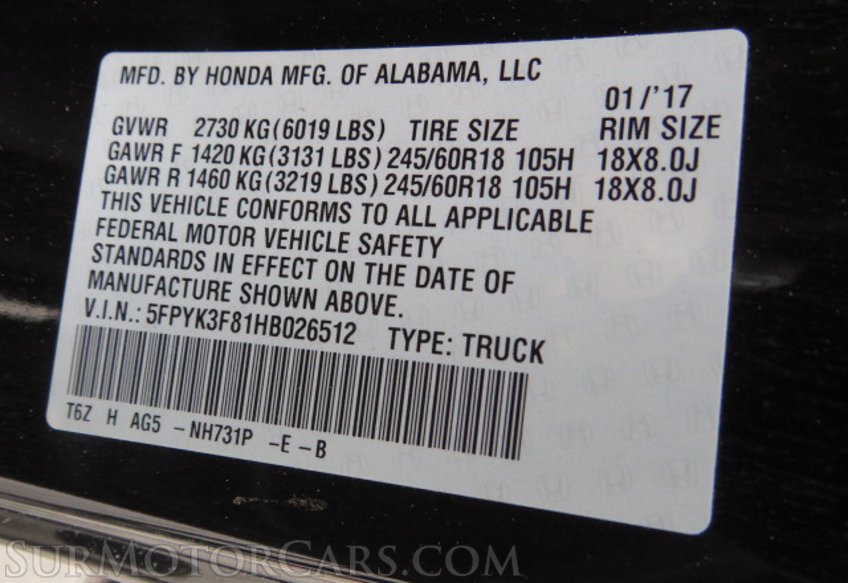 MFD. BY HONDA MFG. OF ALABAMA, LLC
01/'17
GVWR 2730 KG(6019 LBS) TIRE SIZE RIM SIZE
GAWR F 1420 KG(3131 LBS) 245/60R18 105H 18X8.0J
GAWR R 1460 KG(3219 LBS) 245/60R18 105H 18X8.0J
THIS VEHICLE CONFORMS TO ALL APPLICABLE
FEDERAL MOTOR VEHICLE SAFETY
STANDARDS IN EFFECT ON THE DATE OF
MANUFACTURE SHOWN ABOVE.
V.I.N.: 5FPYK3F81HB026512 TYPE: TRUCK
T6Z H AG5 -NH731P -E -B
SURMOTORCARS.COM